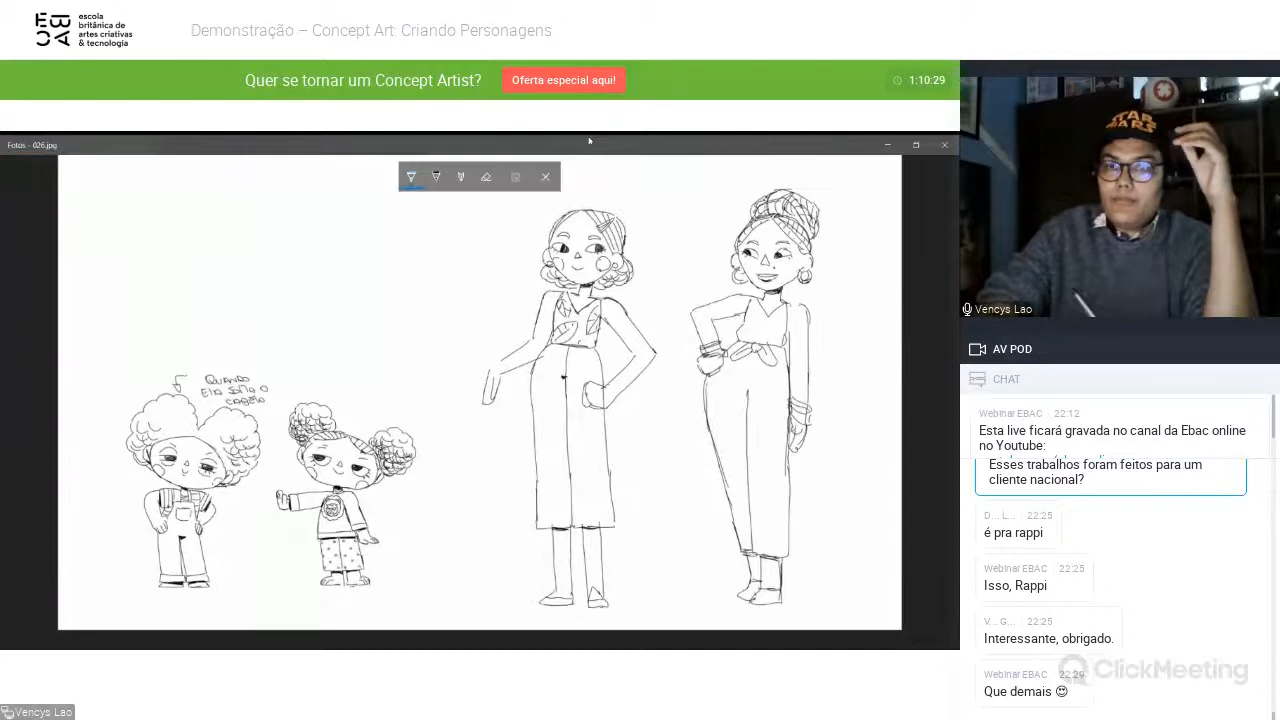 EBAC
escola
britânica de
artes criativas
& tecnologia
Demonstração – Concept Art: Criando Personagens
Quer se tornar um Concept Artist?
Oferta especial aqui!
1:10:29
Fotos - 026.jpg
QUANDO
ELA SOLTA O
CABELO
STAR
WARS
Vencys Lao
AV POD
CHAT
Webinar EBAC 22:12
Esta live ficará gravada no canal da Ebac online
no Youtube:
Esses trabalhos foram feitos para um
cliente nacional?
D... L... 22:25
é pra rappi
Webinar EBAC 22:25
Isso, Rappi
V... G... 22:25
Interessante, obrigado.
ClickMeeting
Webinar EBAC 22:29
Que demais 😍
Vencys Lao